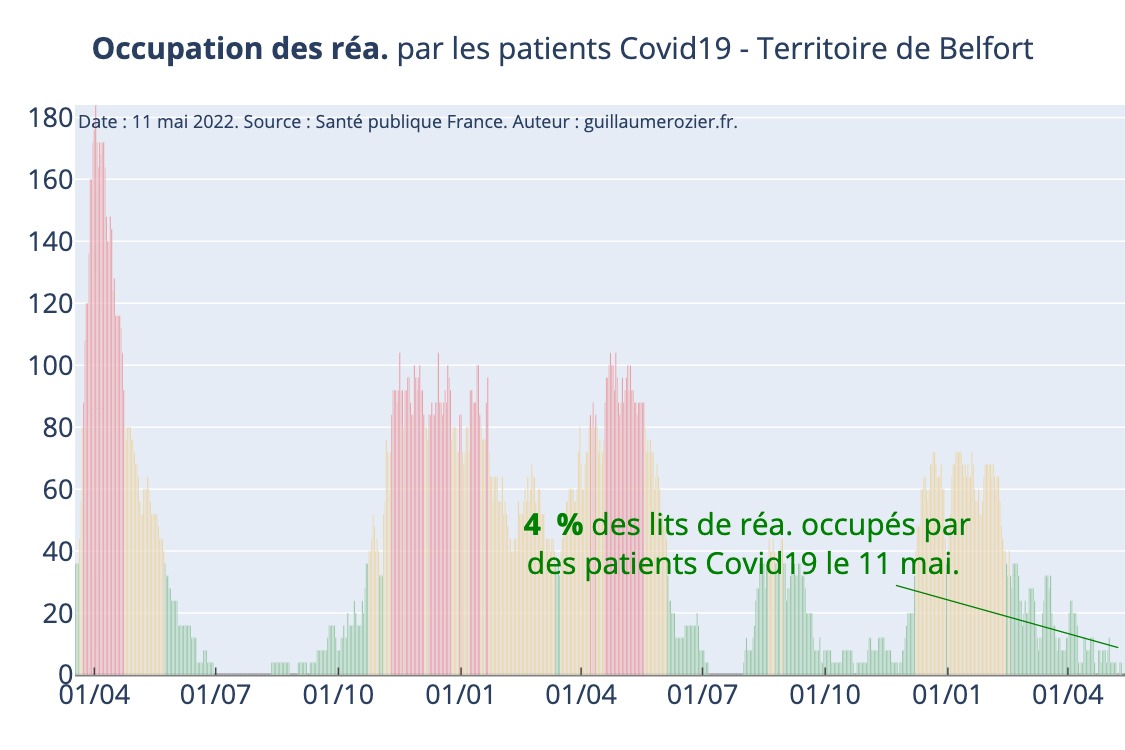 Occupation des réa. par les patients Covid19 - Territoire de Belfort
Date : 11 mai 2022. Source : Santé publique France. Auteur : guillaumerozier.fr.
180
160
140
120
100
80
60
40
20
0
4 % des lits de réa. occupés par
des patients Covid19 le 11 mai.
01/04 01/07 01/10 01/01 01/04 01/07 01/10 01/01 01/04